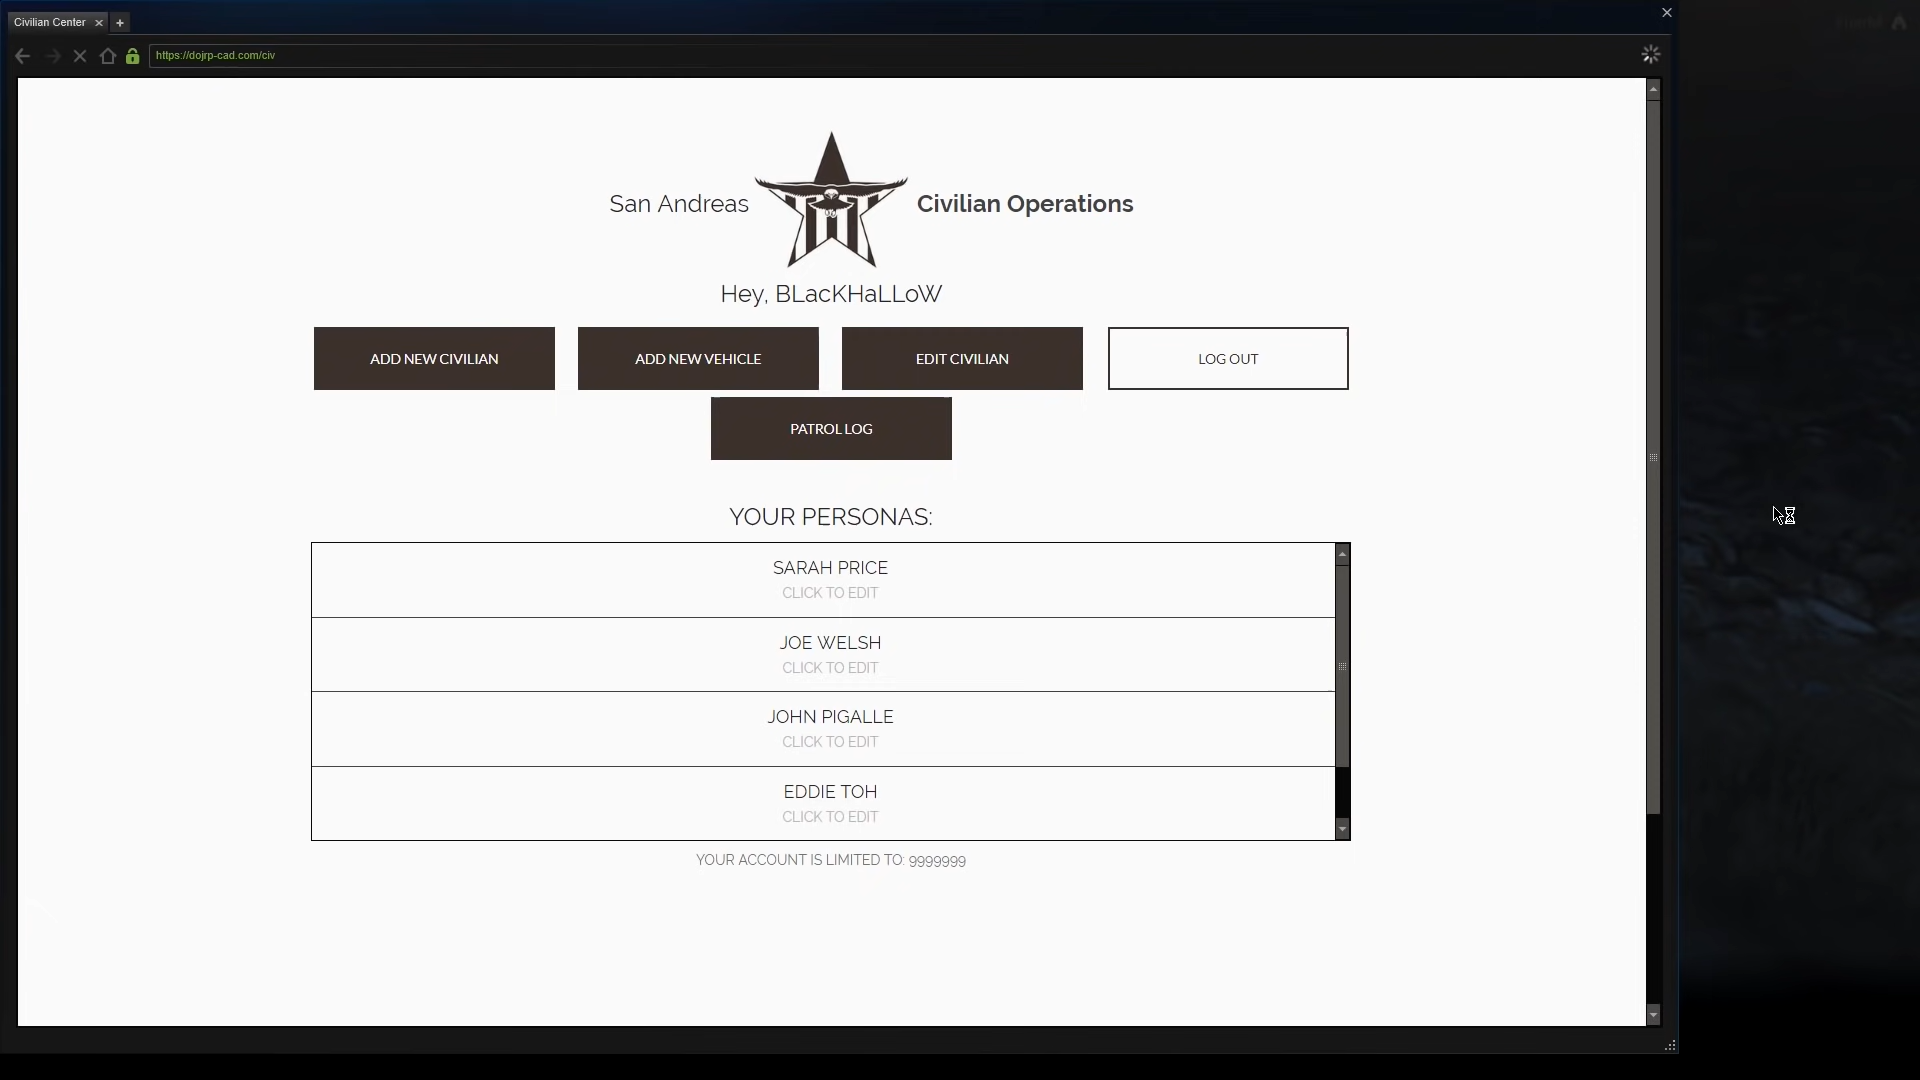 Civilian Center
https://dojrp-cad.com/civ
San Andreas Civilian Operations
Hey, BLacKHaLLoW
ADD NEW CIVILIAN
ADD NEW VEHICLE
EDIT CIVILIAN
LOG OUT
PATROL LOG
YOUR PERSONAS:
SARAH PRICE
CLICK TO EDIT
JOE WELSH
CLICK TO EDIT
JOHN PIGALLE
CLICK TO EDIT
EDDIE TOH
CLICK TO EDIT
YOUR ACCOUNT IS LIMITED TO: 9999999